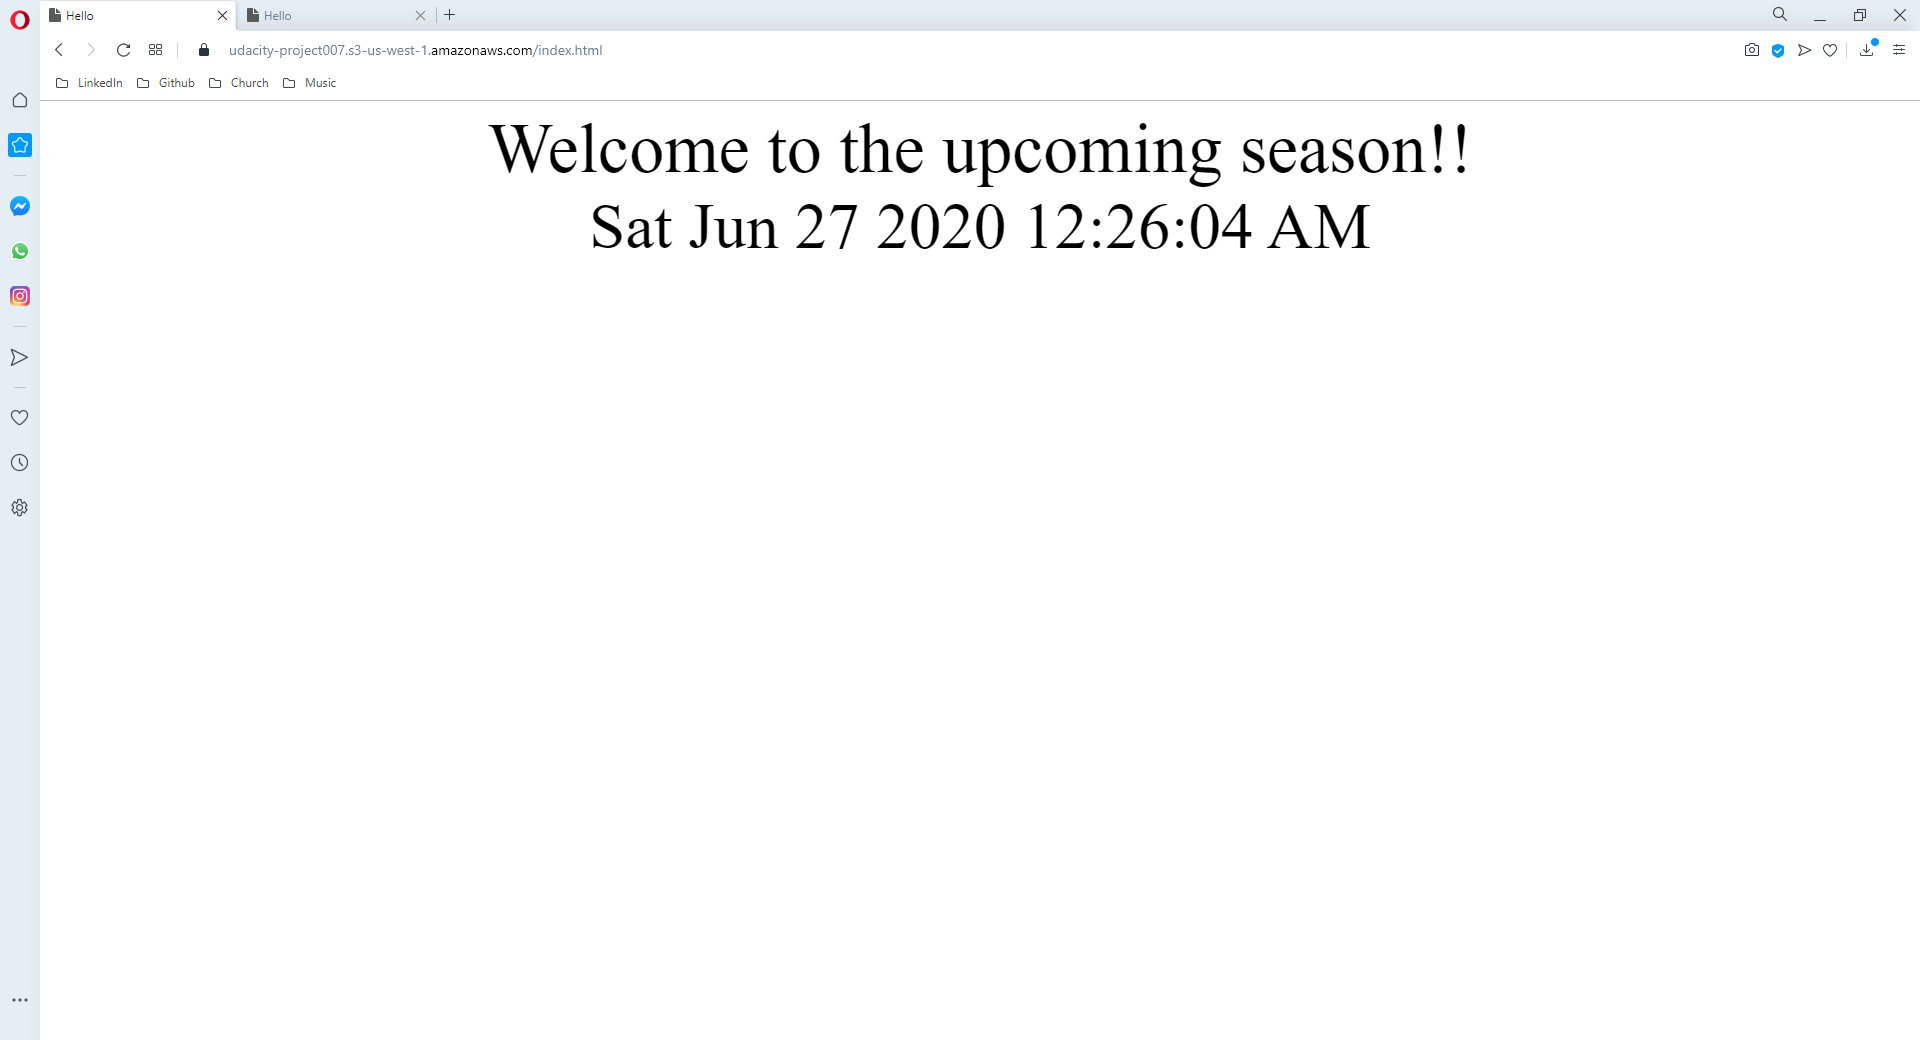 Hello
Hello
udacity-project007.s3-us-west-1.amazonaws.com/index.html
LinkedIn Github Church Music
Welcome to the upcoming season!!
Sat Jun 27 2020 12:26:04 AM